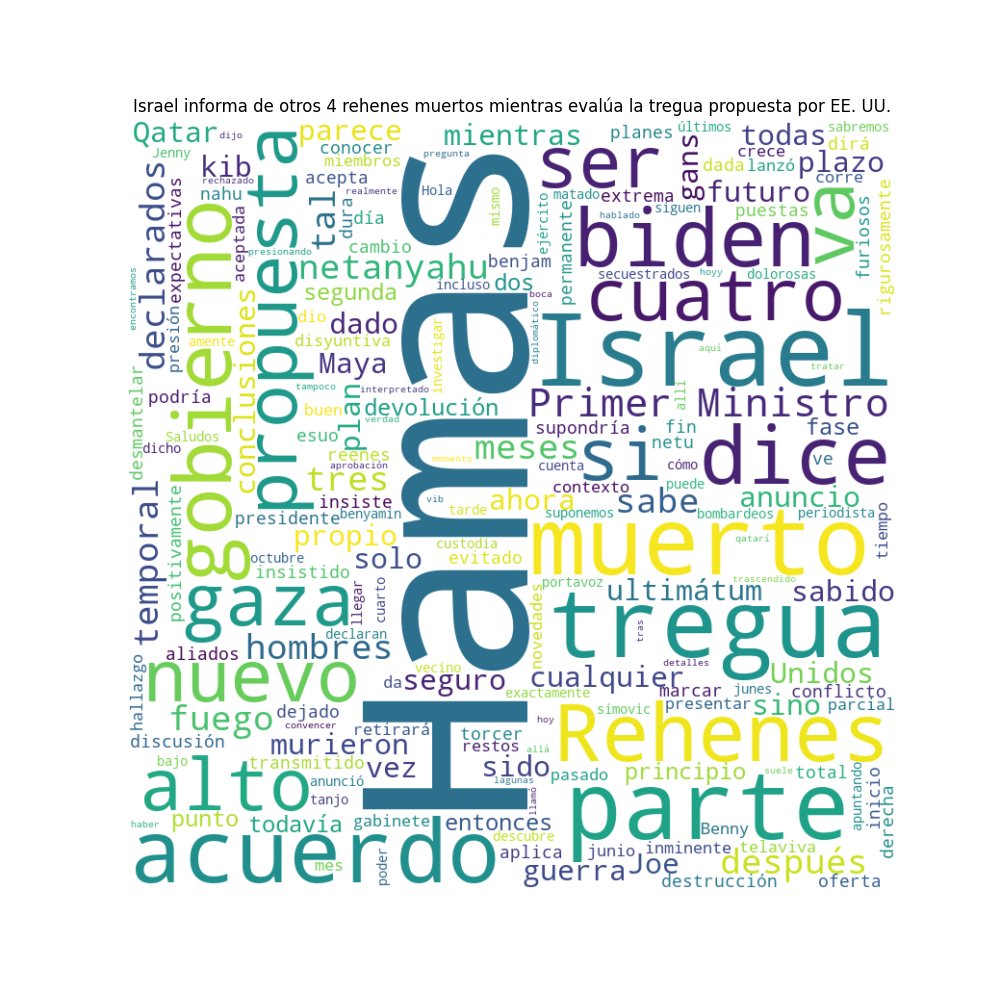 Israel informa de otros 4 rehenes muertos mientras evalúa la tregua propuesta por EE. UU.
Qatar
dijo
parece
mientras
planes
últimos
todas
sabremos
dirá
Jenny
kib
conocer
miembros
pregunta
ser
gans
crece
dada
lanzó
plazo
corre
rechazado
nahu
acepta
realmente
Hola
matado
extrema
futuro
declarados
expectativas
propuesta
tal
dura
día
mismo
ejército
permanente
hablado
siguen
puestas
va
furiosos
rigurosamente
gobierno
aceptada
presionando
cambio
netanyahu
benjam
biden
secuestrados
hoyy
dolorosas
encontramos
presión
conclusiones
segunda
incluso
dos
boca
cuatro
amente
dio
dado
disyuntiva
investigar
diplomático
Israel
aquí
tratar
desmantelar
podría
Maya
tampoco
interpretado
allí
buen
plan
devolución
verdad
Primer Ministro
Saludos
dicho
esuo
reenes
aprobación
momento
meses
supondría
fin
netu
fase
si
dice
ve
cuenta
cómo
temporal
positivamente
tres
insiste
vib
ahora
contexto
sabe
puede
anuncio
presidente
benyamin
tarde
suponemos
bombardeos
periodista
tiempo
propio
custodia
muerto
qatarí
octubre
insistido
solo
evitado
portavoz
trascendido
gaza
llegar
cuarto
novedades
ultimátum
sabido
declaran
tregua
tras
hombres
aliados
hallazgo
Hamas
vecino
detalles
nuevo
da
seguro
cualquier
Unidos
exactamente
marcar
junes
conflicto
fuego
dejado
convencer
retirará
hoy
simovic
presentar
sino
parcial
discusión
murieron
torcer
allá
Rehenes
bajo
transmitido
vez
restos
sido
pasado
principio
suele
total
alto
anunció
tanjo
lagunas
llamó
parte
apuntando
inicio
derecha
haber
punto
todavía
gabinete
entonces
descubre
Benny
acuerdo
mes
poder
aplica
junio
inminente
telaviva
guerra
Joe
después
destrucción
oferta